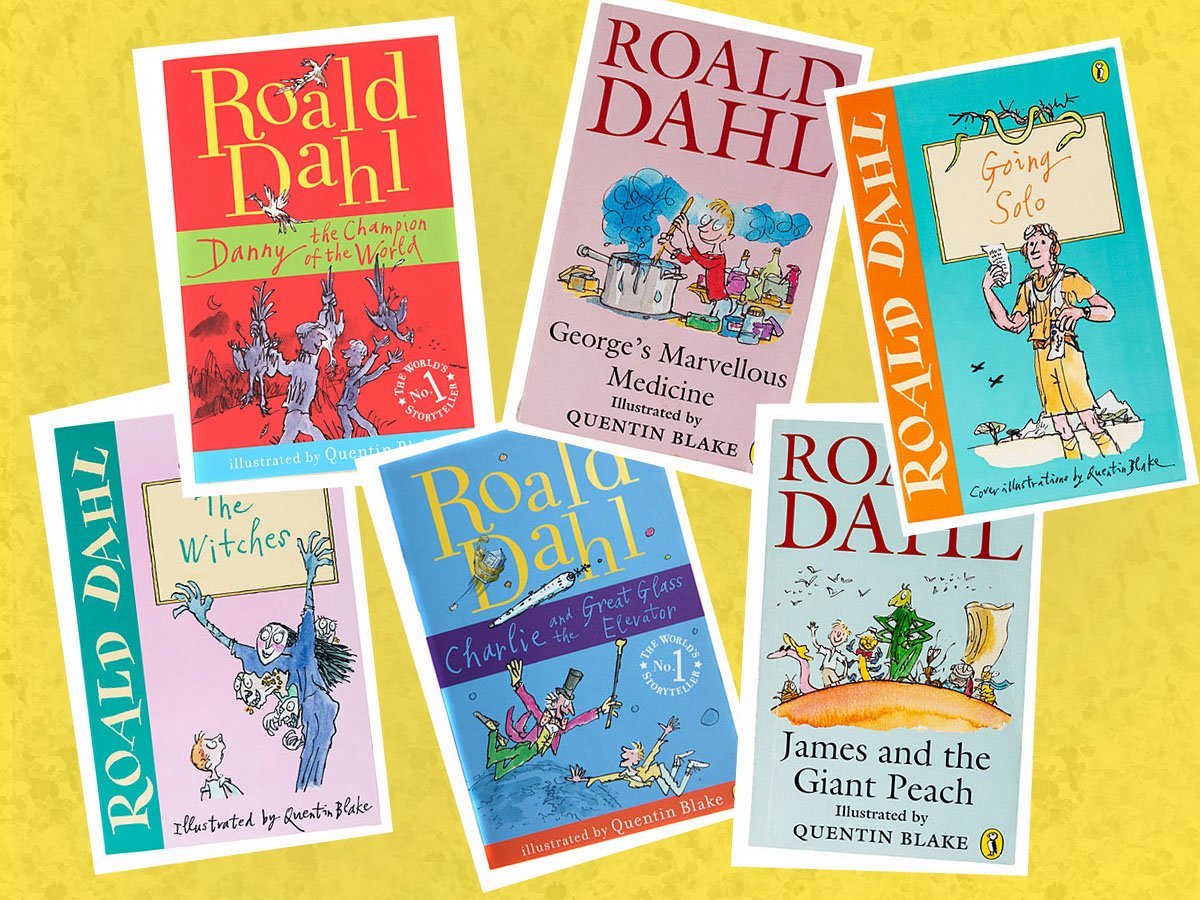 Roald
Dahl
Danny the Champion
of the World
THE WORLD'S
No.1
STORYTELLER
illustrated by Quentin
ROALD
DAHL
George's Marvellous
Medicine
Illustrated by
QUENTIN BLAKE
ROALD DAHL
Going
Solo
Cover illustrations by Quentin Blake
ROALD DAHL
The
Witches
Illustrated by Quentin Blake
Roald
Dahl
Charlie and the Great Glass
Elevator
THE WORLD'S
No.1
STORYTELLER
illustrated by Quentin Blake
DAHL
James and the
Giant Peach
Illustrated by
QUENTIN BLAKE